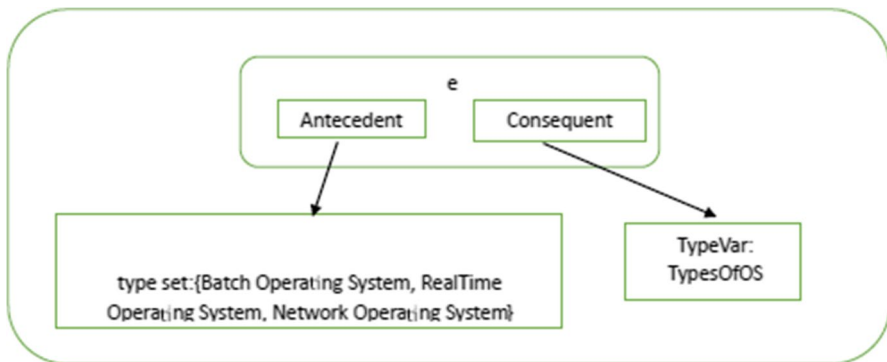 e
Antecedent
Consequent
type set:{Batch Operating System, RealTime
Operating System, Network Operating System}
TypeVar:
TypesOfOS